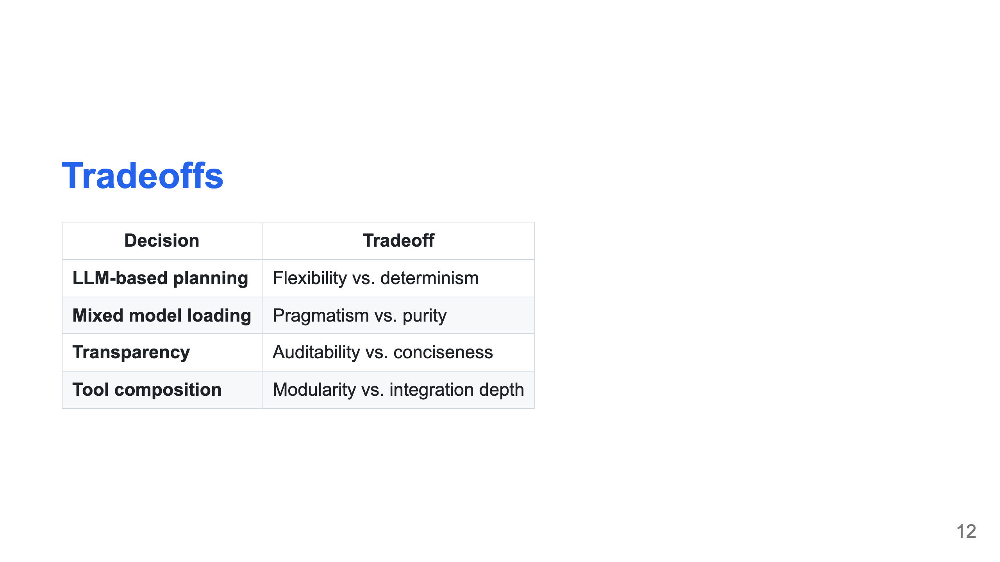 Tradeoffs
Decision Tradeoff
LLM-based planning Flexibility vs. determinism
Mixed model loading Pragmatism vs. purity
Transparency Auditability vs. conciseness
Tool composition Modularity vs. integration depth
12